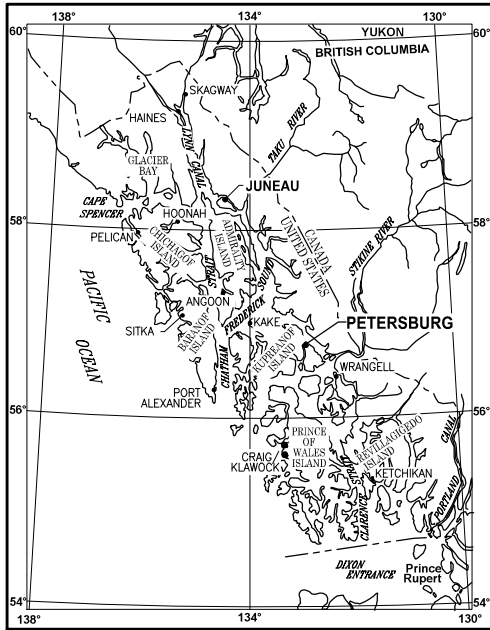 138°
134°
130°
60°
60°
YUKON
BRITISH COLUMBIA
SKAGWAY
HAINES
LYNN
CANAL
TAKU RIVER
GLACIER
BAY
JUNEAU
CAPE
SPENCER
HOONAH
58°
58°
PELICAN
CHICHAGOF
ISLAND
ADMIRALTY
ISLAND
CANADA
UNITED STATES
STIKINE RIVER
PACIFIC
OCEAN
STRAIT
CHATHAM
SOUND
FREDERICK
ANGOON
SITKA
BARANOF
ISLAND
KAKE
KUPREANOF
ISLAND
PETERSBURG
WRANGELL
PORT
ALEXANDER
56°
56°
PRINCE
OF
WALES
ISLAND
CRAIG
KLAWOCK
REVILLAGIGEDO
ISLAND
KETCHIKAN
CLARENCE
STRAIT
PORTLAND
CANAL
DIXON
ENTRANCE
Prince
Rupert
54°
54°
138°
134°
130°